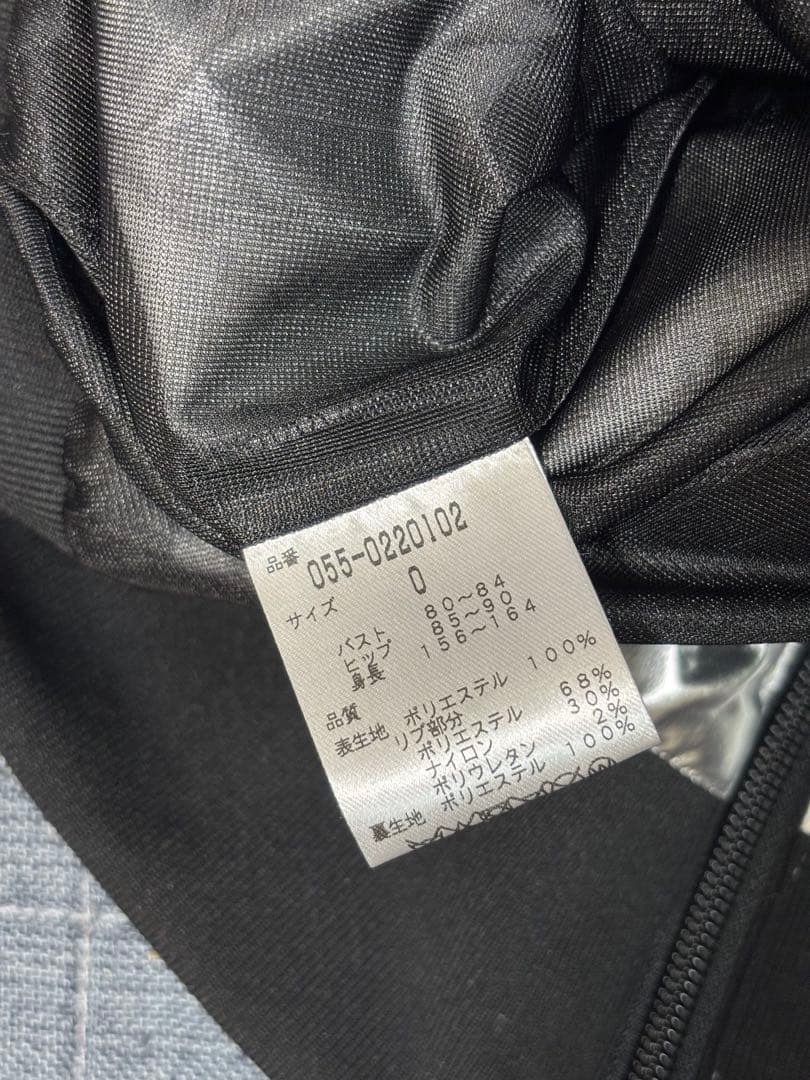 品番 055-0220102
サイズ 0
バスト 80～84
ヒップ 85～90
身長 156～164
品質
表生地 ポリエステル 100%
リブ部分
ポリエステル 68%
ナイロン 30%
ポリウレタン 2%
裏生地 ポリエステル 100%